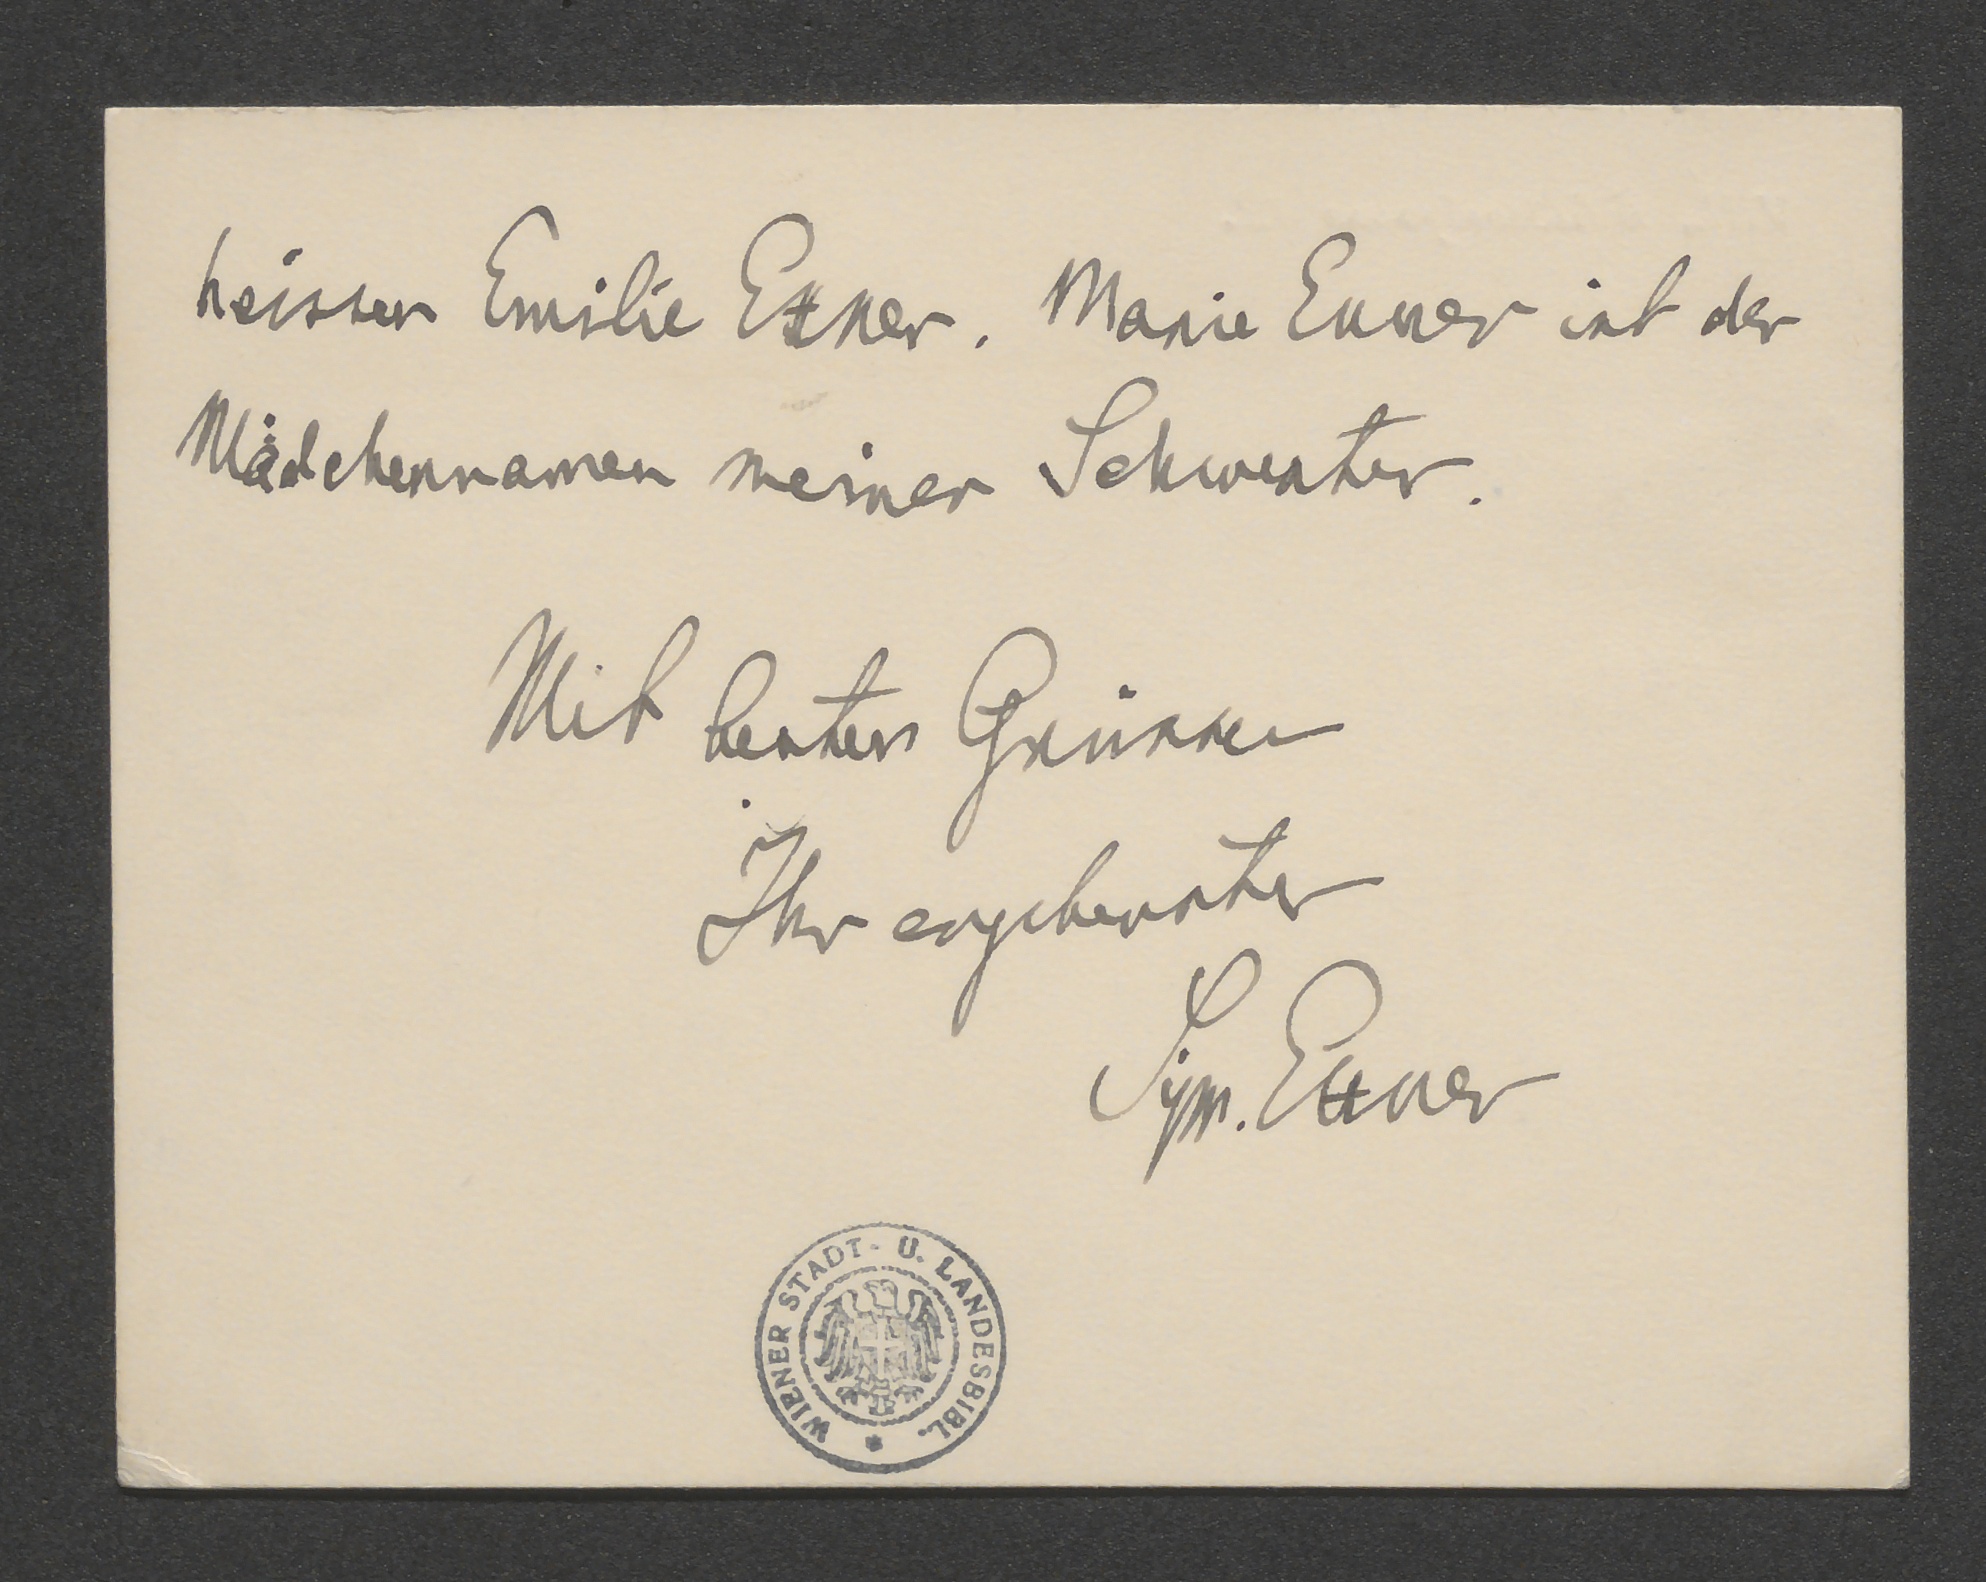 heissen Emilie Exner. Marie Exner ist der
Mädchennamen meiner Schwester.
Mit besten Grüssen
Ihr ergebenster
Sigm. Exner
WIENER STADT- U. LANDESBIBL.